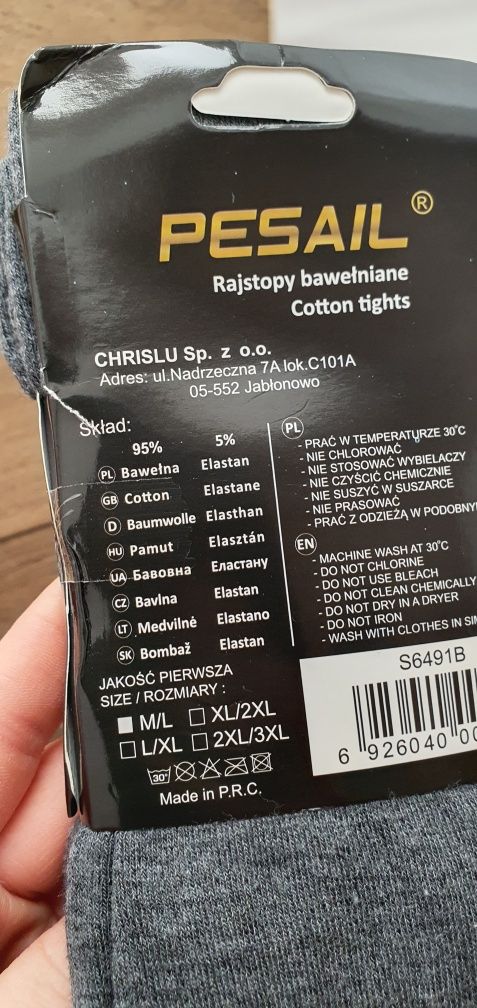 PESAIL ®
Rajstopy bawełniane
Cotton tights
CHRISLU Sp. z o.o.
Adres: ul.Nadrzeczna 7A lok.C101A
05-552 Jabłonowo
Skład:
95% 5%
PL Bawełna Elastan
GB Cotton Elastane
D Baumwolle Elasthan
HU Pamut Elasztán
UA Бавовна Еластану
CZ Bavlna Elastan
LT Medvilné Elastano
SK Bombaž Elastan
JAKOŚĆ PIERWSZA
SIZE / ROZMIARY :
M/L XL/2XL
L/XL 2XL/3XL
30°
Made in P.R.C.
PL
- PRAĆ W TEMPERATURZE 30°C
- NIE CHLOROWAĆ
- NIE STOSOWAĆ WYBIELACZY
- NIE CZYŚCIĆ CHEMICZNIE
- NIE SUSZYĆ W SUSZARCE
- NIE PRASOWAĆ
- PRAĆ Z ODZIEŻĄ W PODOBNY
EN
- MACHINE WASH AT 30°C
- DO NOT CHLORINE
- DO NOT USE BLEACH
- DO NOT CLEAN CHEMICALLY
- DO NOT DRY IN A DRYER
- DO NOT IRON
- WASH WITH CLOTHES IN SIM
S6491B
6 926040 00